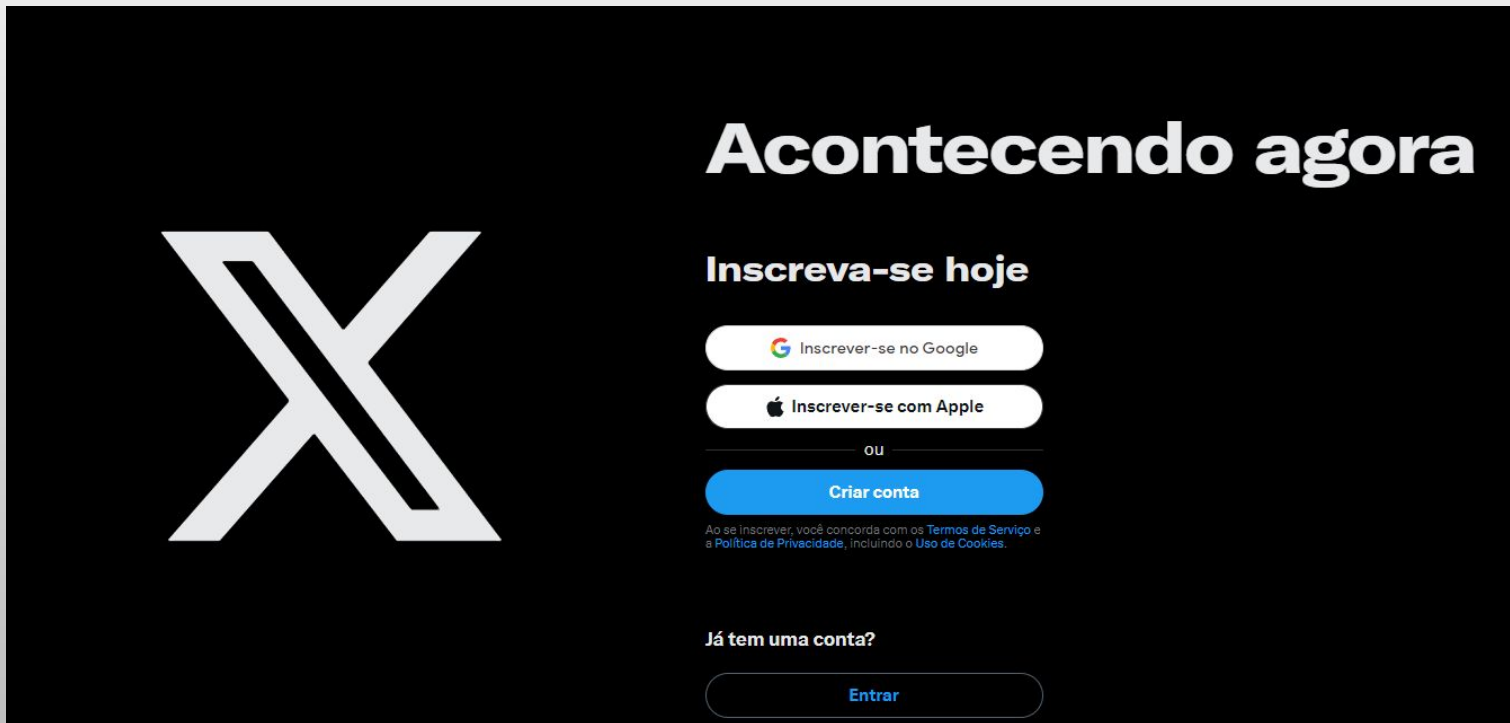 Acontecendo agora
Inscreva-se hoje
Inscrever-se no Google
Inscrever-se com Apple
ou
Criar conta
Ao se inscrever, você concorda com os Termos de Serviço e
a Política de Privacidade, incluindo o Uso de Cookies.
Já tem uma conta?
Entrar